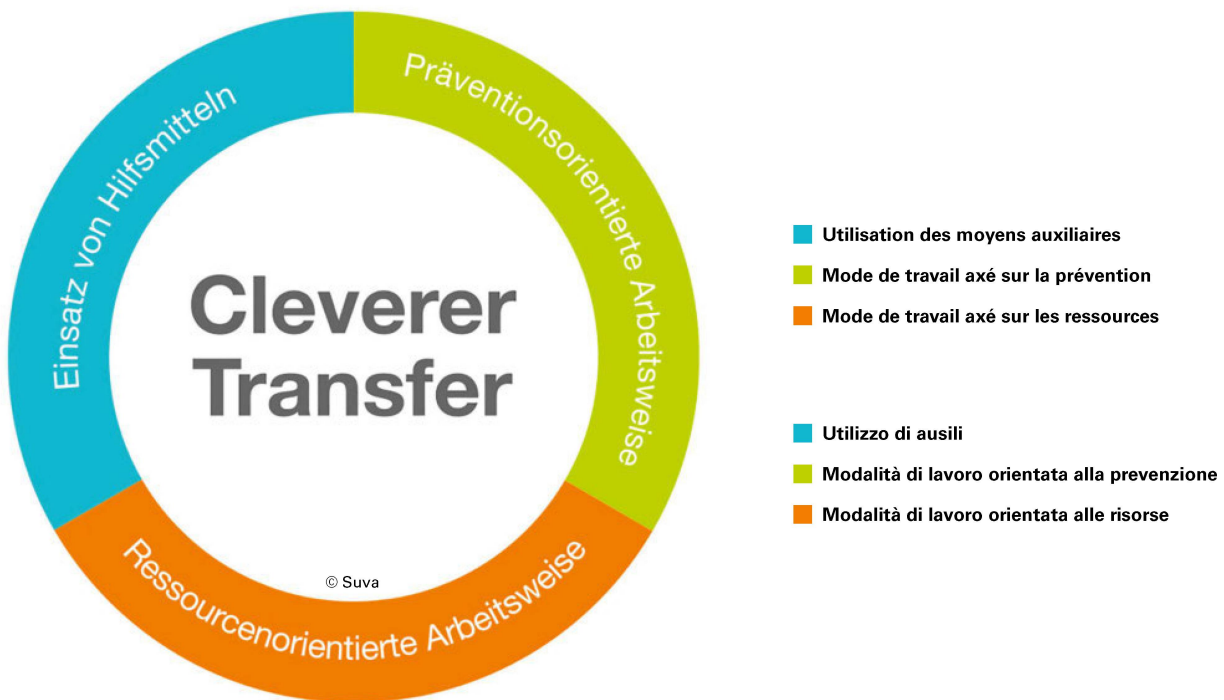 Einsatz von Hilfsmitteln
Präventionsorientierte Arbeitsweise
Cleverer
Transfer
© Suva
Ressourcenorientierte Arbeitsweise
Utilisation des moyens auxiliaires
Mode de travail axé sur la prévention
Mode de travail axé sur les ressources
Utilizzo di ausili
Modalità di lavoro orientata alla prevenzione
Modalità di lavoro orientata alle risorse